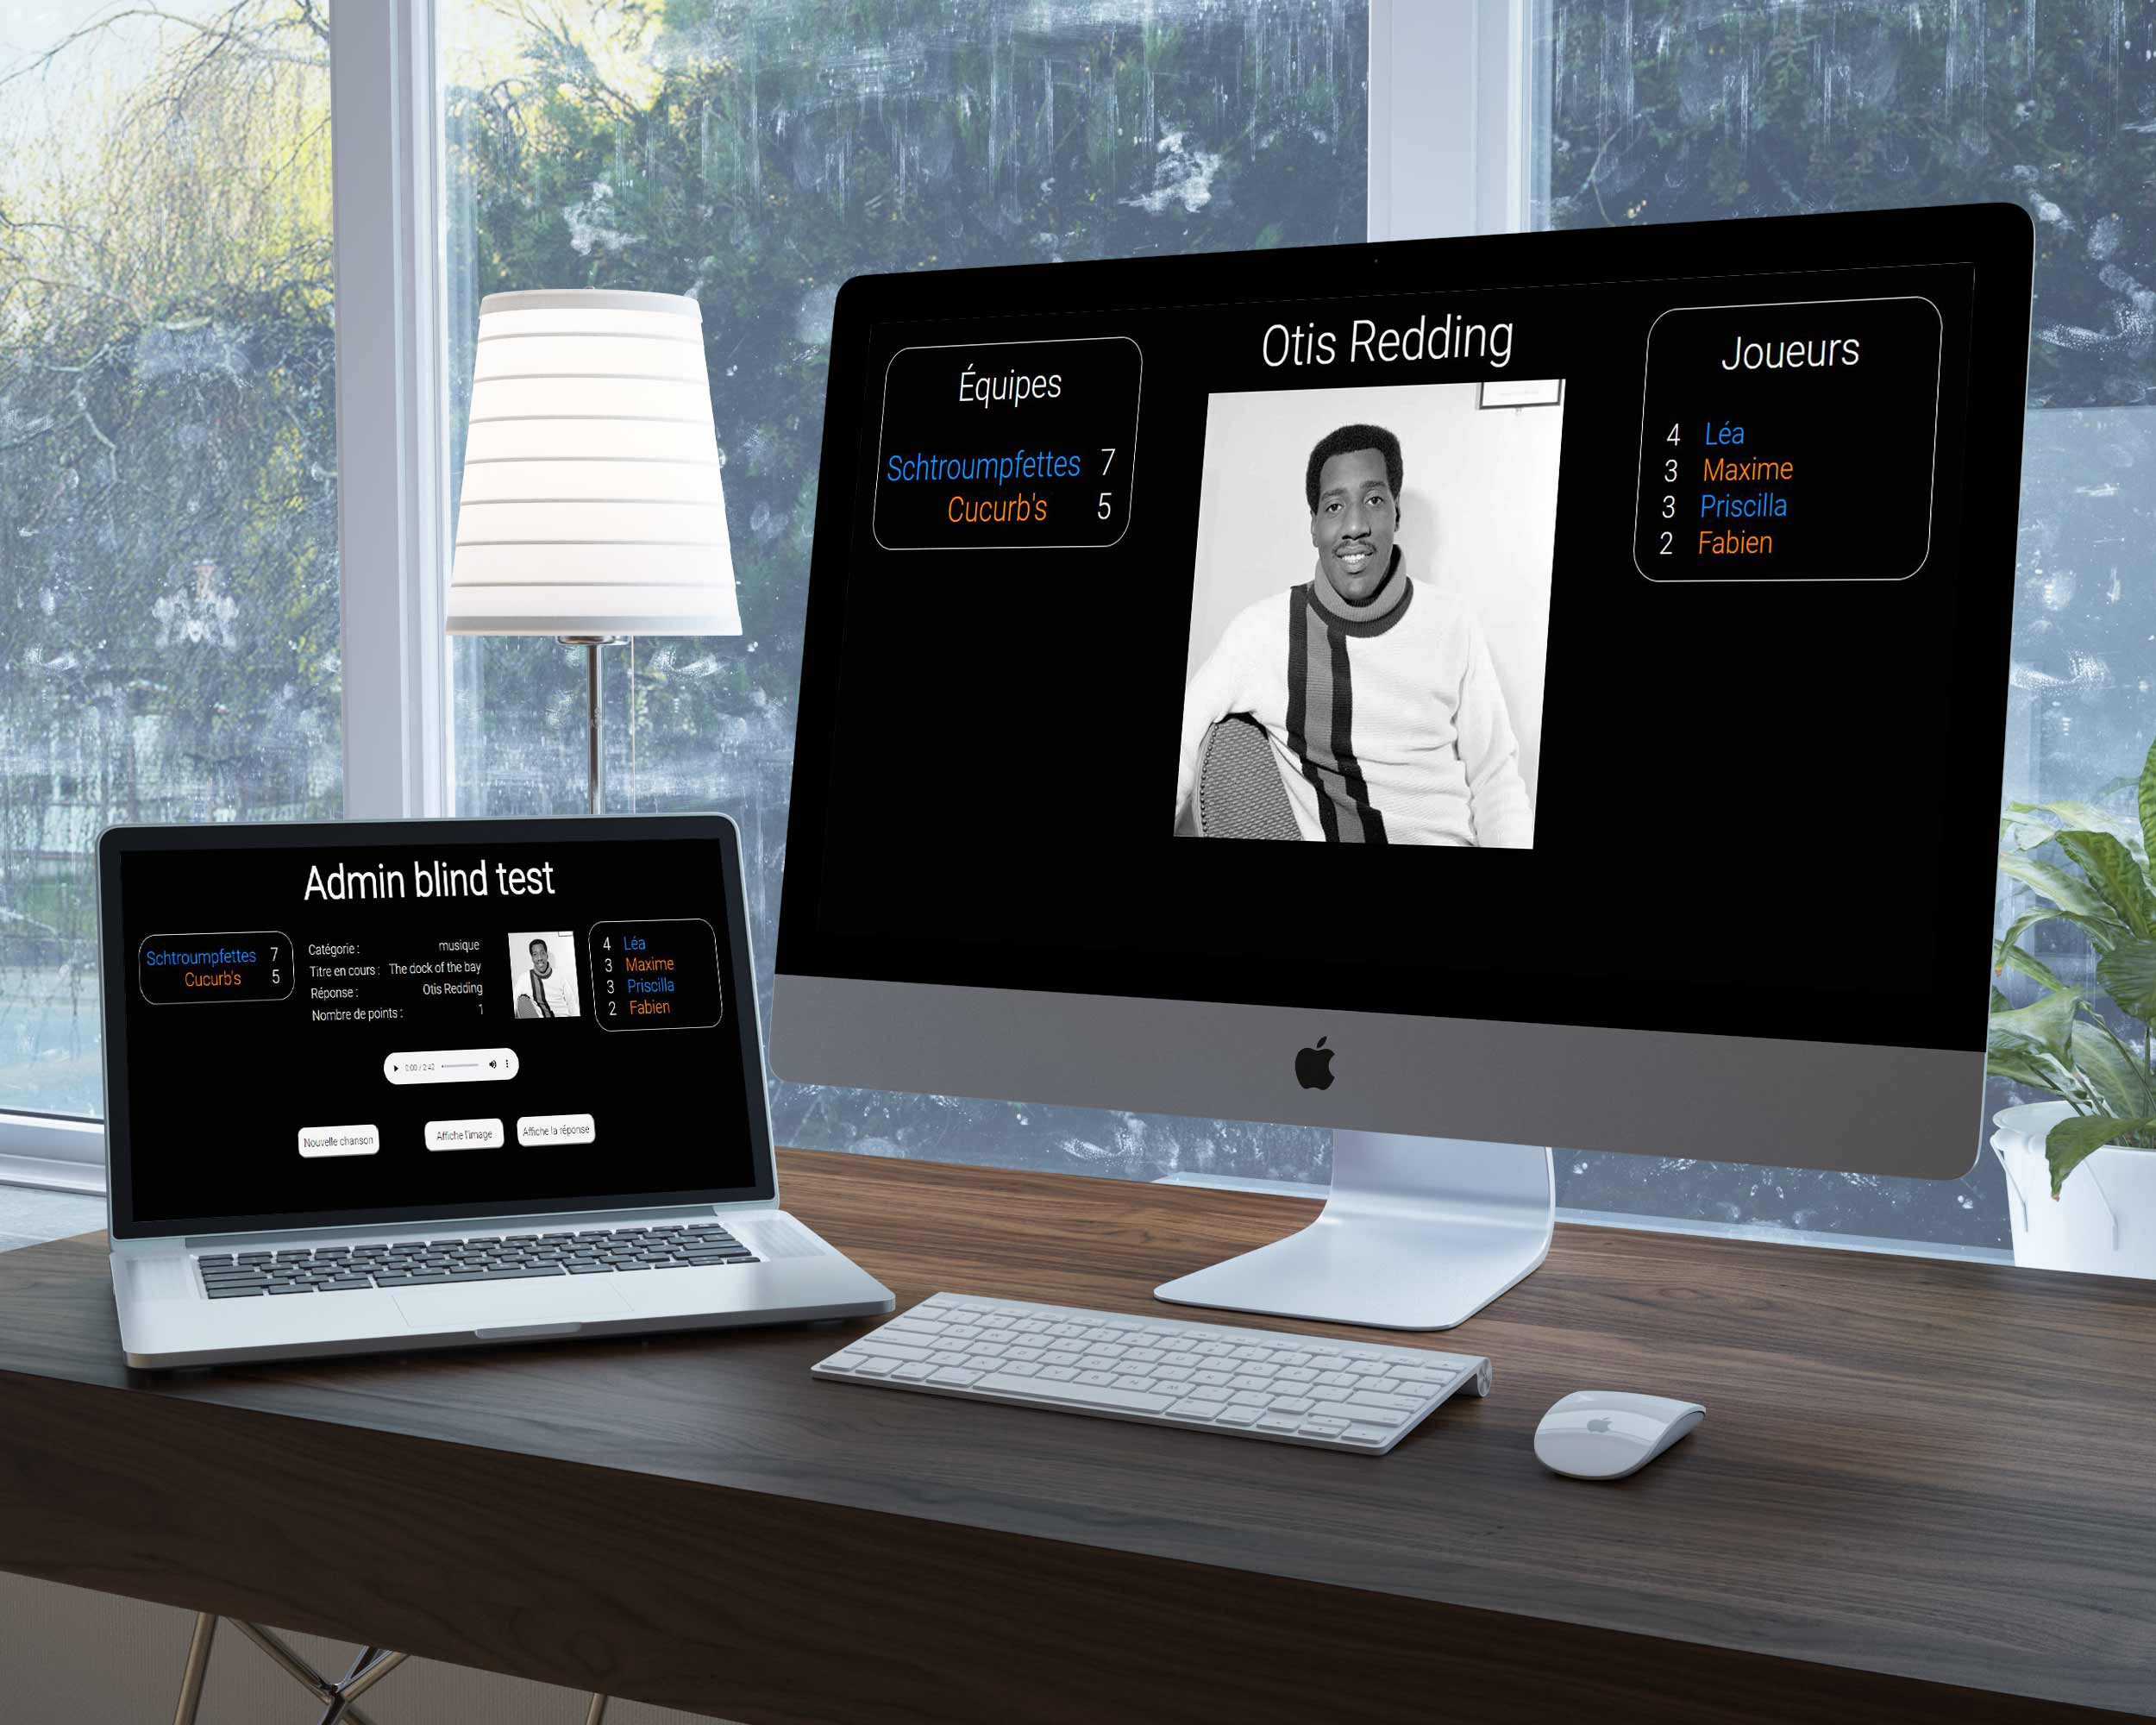 Otis Redding
Équipes
Schtroumpfettes 7
Cucurb's 5
Joueurs
4 Léa
3 Maxime
3 Priscilla
2 Fabien
Admin blind test
Schtroumpfettes 7
Cucurb's 5
Catégorie : musique
Titre en cours : The dock of the bay
Réponse : Otis Redding
Nombre de points : 1
4 Léa
3 Maxime
3 Priscilla
2 Fabien
0:00 / 2:42
Nouvelle chanson
Affiche l'image
Affiche la réponse